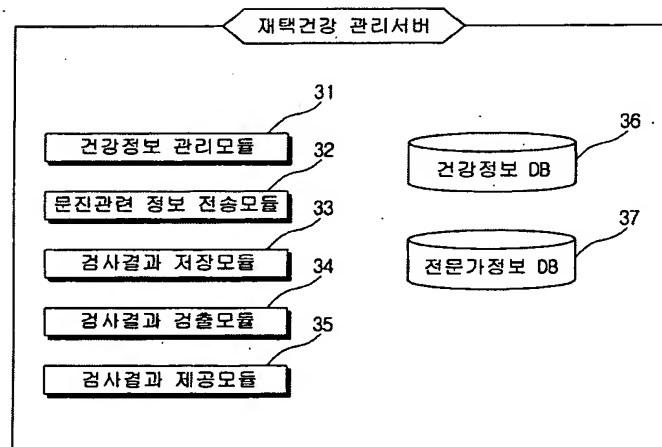 재택건강 관리서버
31
건강정보 관리모듈
32
문진관련 정보 전송모듈
33
검사결과 저장모듈
34
검사결과 검출모듈
35
검사결과 제공모듈
36
건강정보 DB
37
전문가정보 DB